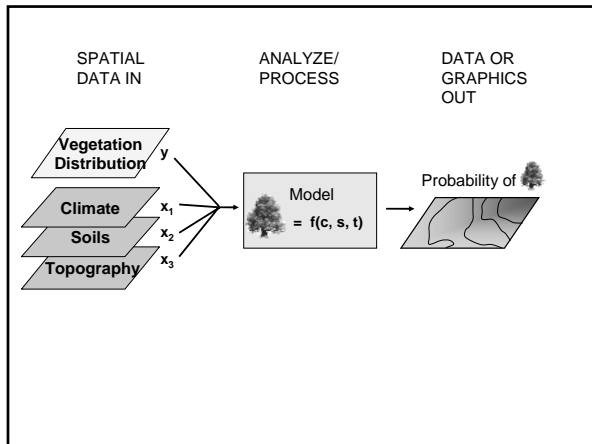 SPATIAL
DATA IN
ANALYZE/
PROCESS
DATA OR
GRAPHICS
OUT
Vegetation
Distribution
y
Climate
x₁
Soils
x₂
Topography
x₃
Model
= f(c, s, t)
Probability of